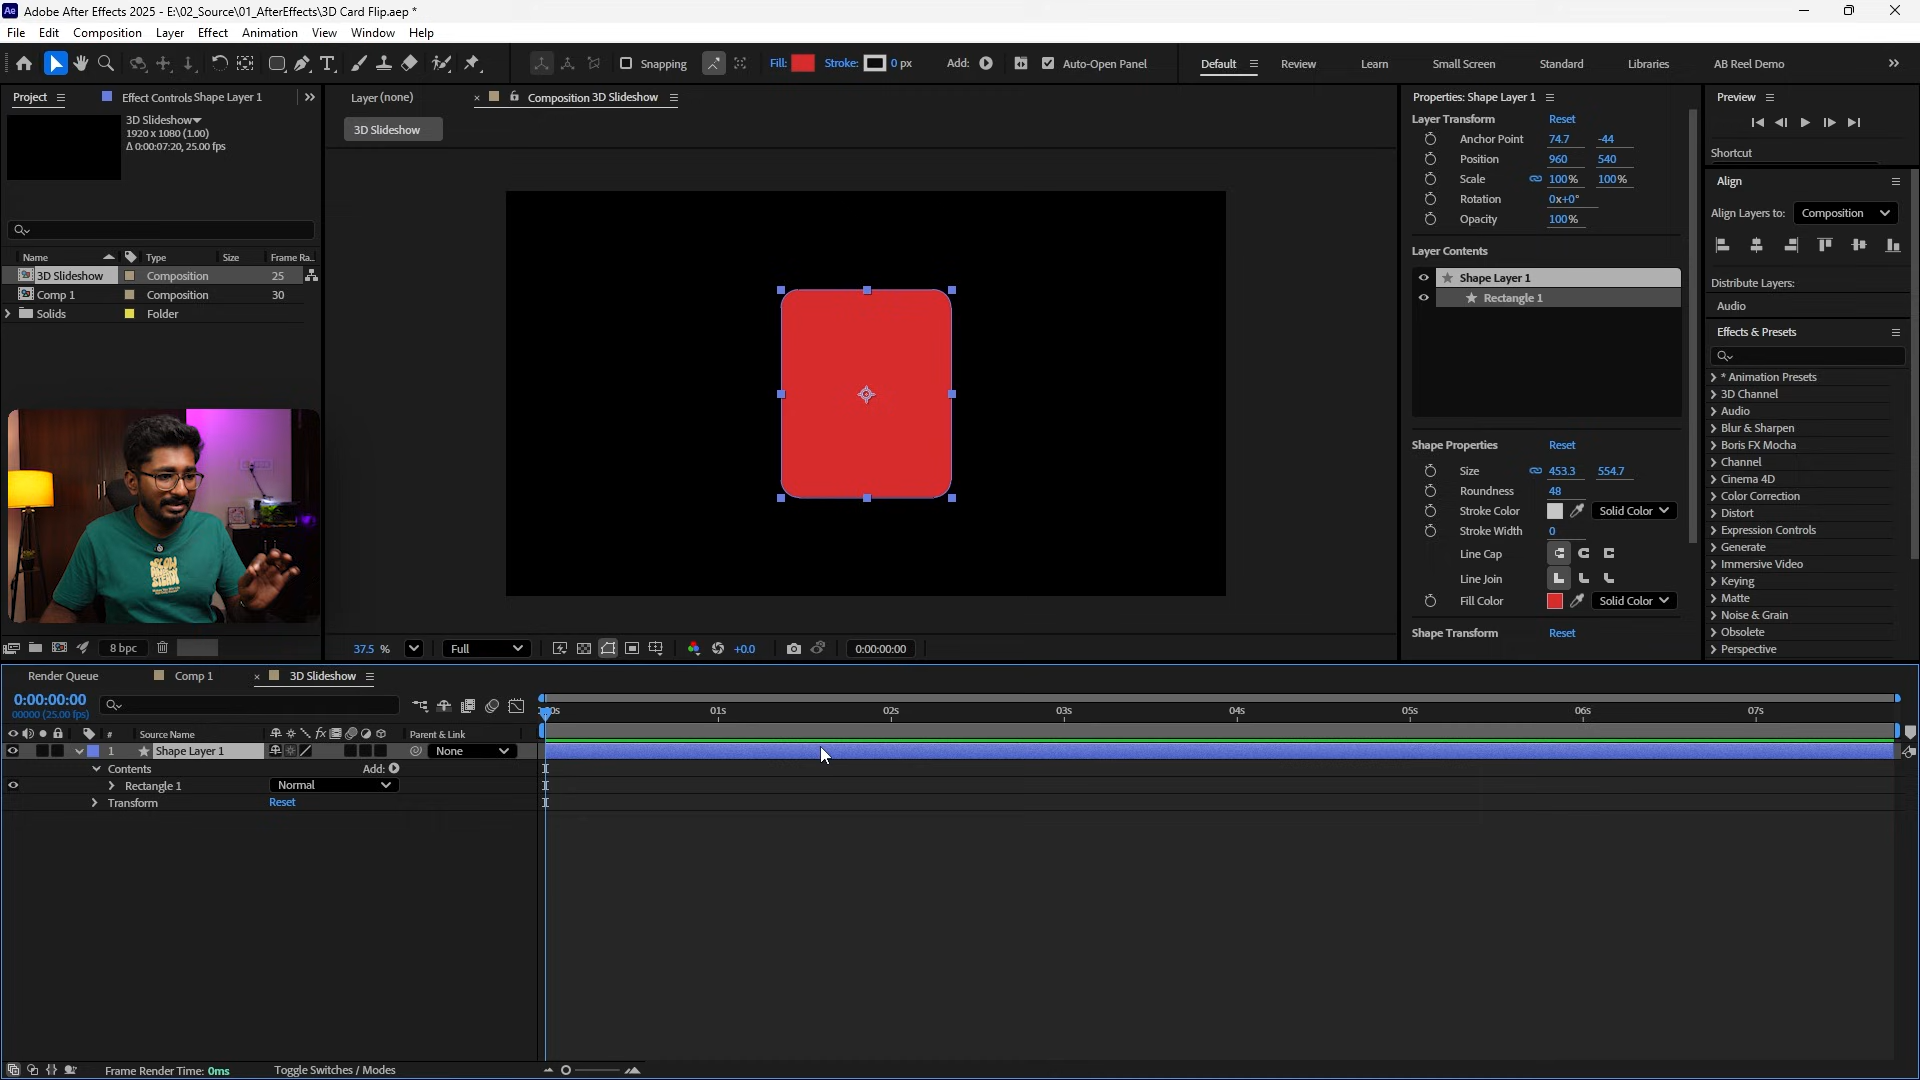 Adobe After Effects 2025 - E:\02_Source\01_AfterEffects\3D Card Flip.aep *
File Edit Composition Layer Effect Animation View Window Help
Snapping Fill: Stroke: 0 px Add: Auto-Open Panel
Default Review Learn Small Screen Standard Libraries AB Reel Demo
Project Effect Controls Shape Layer 1
3D Slideshow
1920 x 1080 (1.00)
Δ 0:00:07:20, 25.00 fps
Name Type Size Frame Ra..
3D Slideshow Composition 25
Comp 1 Composition 30
Solids Folder
8 bpc
Layer (none) Composition 3D Slideshow
3D Slideshow
37.5 % Full +0.0 0:00:00:00
Properties: Shape Layer 1
Layer Transform Reset
Anchor Point 74.7 -44
Position 960 540
Scale 100% 100%
Rotation 0x+0°
Opacity 100%
Layer Contents
Shape Layer 1
Rectangle 1
Shape Properties Reset
Size 453.3 554.7
Roundness 48
Stroke Color Solid Color
Stroke Width 0
Line Cap
Line Join
Fill Color Solid Color
Shape Transform Reset
Preview
Shortcut
Align
Align Layers to: Composition
Distribute Layers:
Audio
Effects & Presets
* Animation Presets
3D Channel
Audio
Blur & Sharpen
Boris FX Mocha
Channel
Cinema 4D
Color Correction
Distort
Expression Controls
Generate
Immersive Video
Keying
Matte
Noise & Grain
Obsolete
Perspective
Render Queue Comp 1 3D Slideshow
0:00:00:00
00000 (25.00 fps)
01s 02s 03s 04s 05s 06s 07s
# Source Name Parent & Link
1 Shape Layer 1 None
Contents Add:
Rectangle 1 Normal
Transform Reset
Frame Render Time: 0ms Toggle Switches / Modes